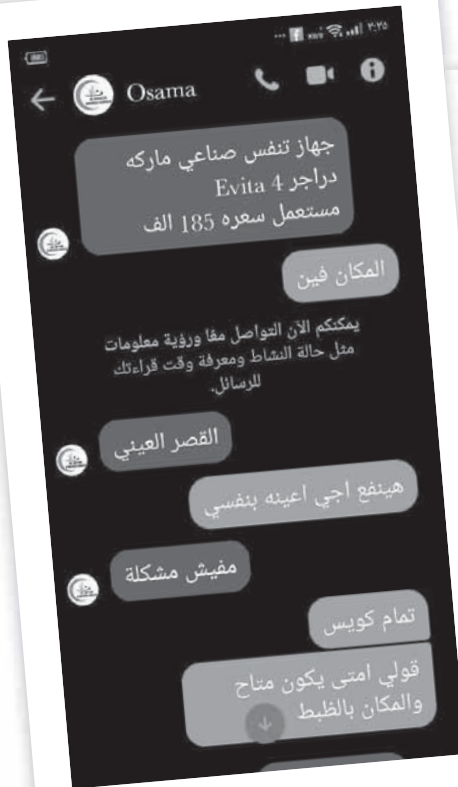 ٣:٢٥
Osama
جهاز تنفس صناعي ماركه
دراجر Evita 4
مستعمل سعره 185 الف
المكان فين
يمكنكم الآن التواصل معًا ورؤية معلومات
مثل حالة النشاط ومعرفة وقت قراءتك
للرسائل.
القصر العيني
هينفع اجي اعينه بنفسي
مفيش مشكلة
تمام كويس
قولي امتى يكون متاح
والمكان بالظبط